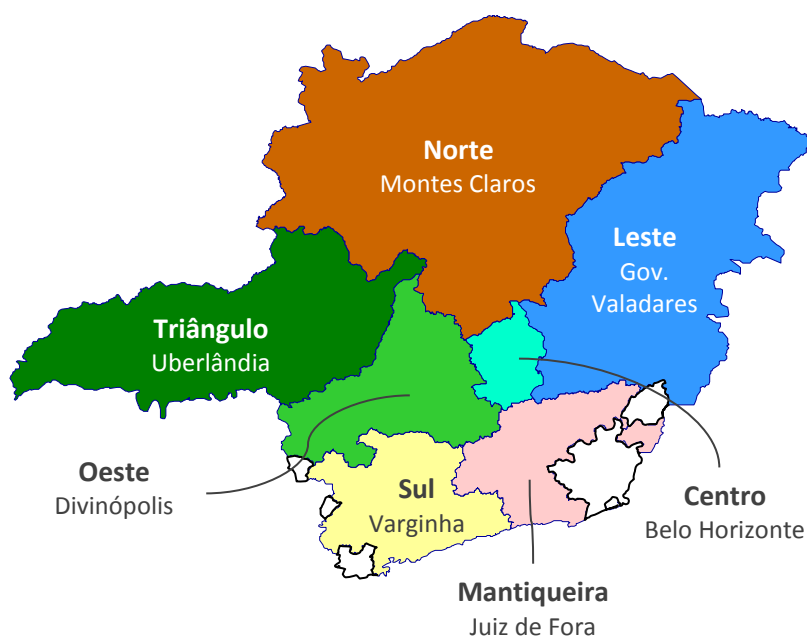 Norte
Montes Claros
Leste
Gov.
Valadares
Triângulo
Uberlândia
Oeste
Divinópolis
Sul
Varginha
Centro
Belo Horizonte
Mantiqueira
Juiz de Fora